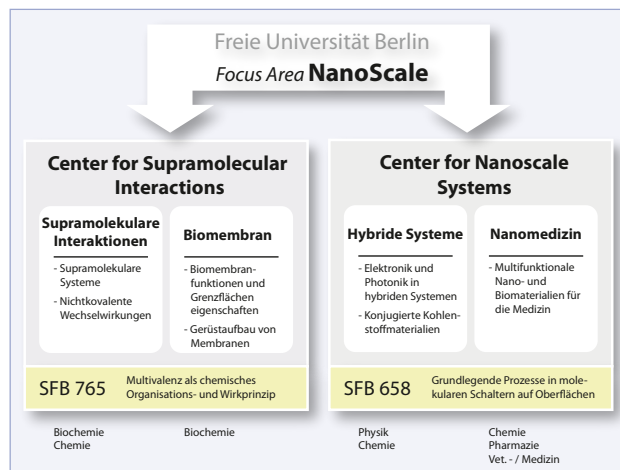 Freie Universität Berlin
Focus Area NanoScale
Center for Supramolecular
Interactions
Supramolekulare
Interaktionen
- Supramolekulare
Systeme
- Nichtkovalente
Wechselwirkungen
Biomembran
- Biomembran-
funktionen und
Grenzflächen
eigenschaften
- Gerüstaufbau von
Membranen
SFB 765
Multivalenz als chemisches
Organisations- und Wirkprinzip
Biochemie
Chemie
Biochemie
Center for Nanoscale
Systems
Hybride Systeme
- Elektronik und
Photonik in
hybriden Systemen
- Konjugierte Kohlen-
stoffmaterialien
Nanomedizin
- Multifunktionale
Nano- und
Biomaterialien für
die Medizin
SFB 658
Grundlegende Prozesse in mole-
kularen Schaltern auf Oberflächen
Physik
Chemie
Chemie
Pharmazie
Vet. - / Medizin